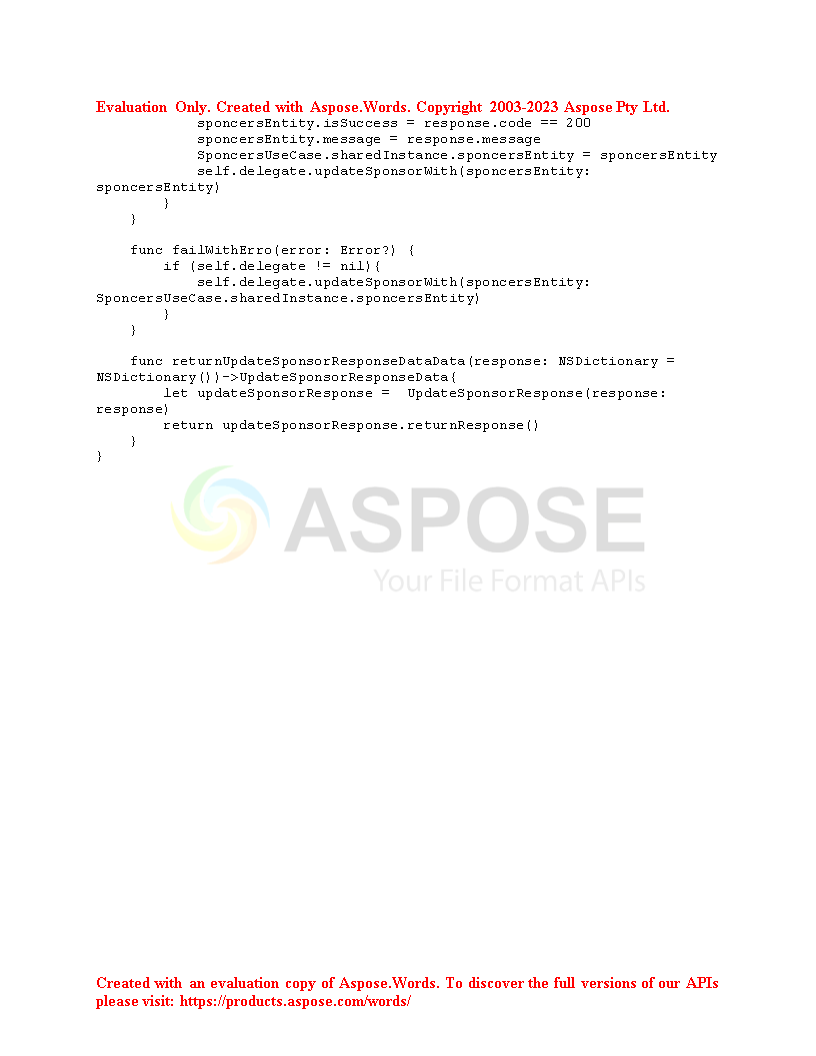 Evaluation Only. Created with Aspose.Words. Copyright 2003-2023 Aspose Pty Ltd.
            sponcersEntity.isSuccess = response.code == 200
            sponcersEntity.message = response.message
            SponcersUseCase.sharedInstance.sponcersEntity = sponcersEntity
            self.delegate.updateSponsorWith(sponcersEntity:
sponcersEntity)
        }
    }
    func failWithErro(error: Error?) {
        if (self.delegate != nil){
            self.delegate.updateSponsorWith(sponcersEntity:
SponcersUseCase.sharedInstance.sponcersEntity)
        }
    }
    func returnUpdateSponsorResponseDataData(response: NSDictionary =
NSDictionary())->UpdateSponsorResponseData{
        let updateSponsorResponse =  UpdateSponsorResponse(response:
response)
        return updateSponsorResponse.returnResponse()
    }
}
ASPOSE
Your File Format APIs
Created with an evaluation copy of Aspose.Words. To discover the full versions of our APIs
please visit: https://products.aspose.com/words/